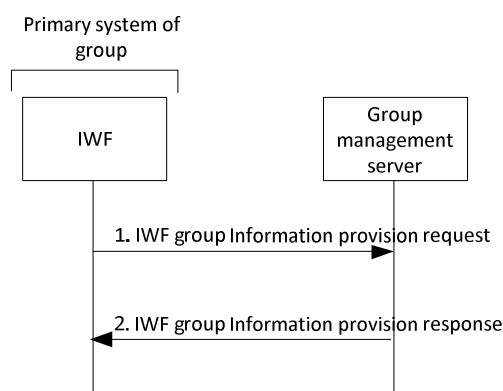 Primary system of
group
IWF
Group
management
server
1. IWF group Information provision request
2. IWF group Information provision response